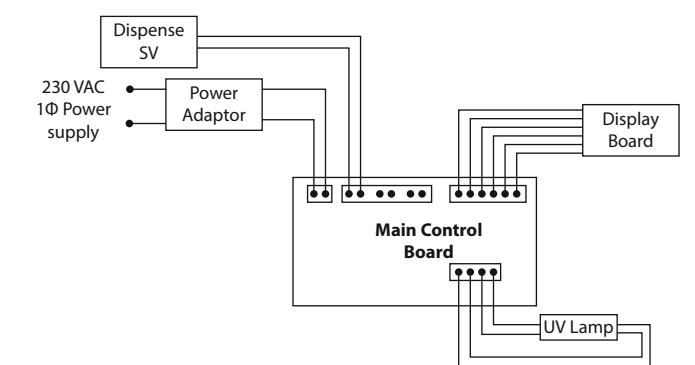 Dispense
SV
230 VAC
1Φ Power
supply
Power
Adaptor
Display
Board
Main Control
Board
UV Lamp